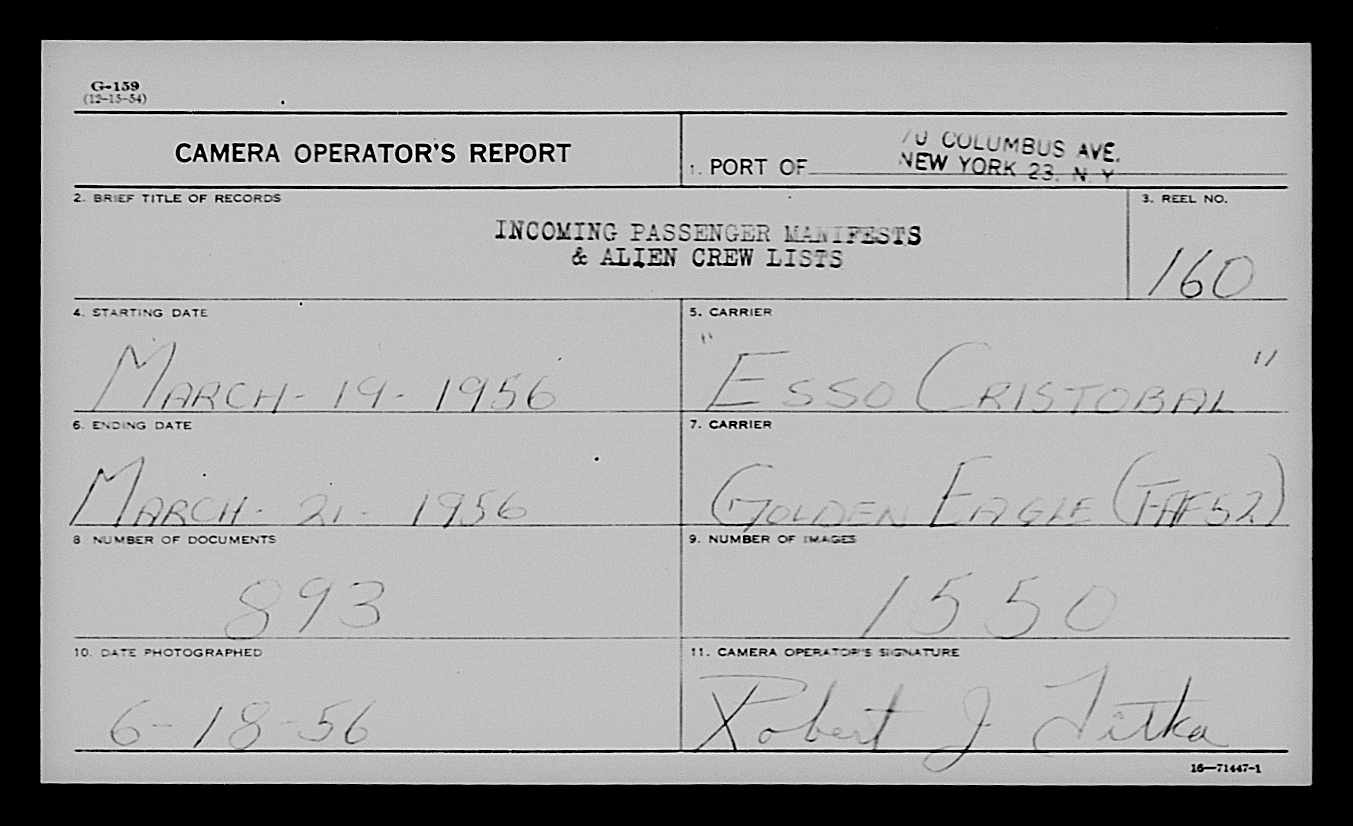 G-159
(12-15-54)
CAMERA OPERATOR'S REPORT
1. PORT OF
70 COLUMBUS AVE.
NEW YORK 23, N. Y.
2. BRIEF TITLE OF RECORDS
INCOMING PASSENGER MANIFESTS
& ALIEN CREW LISTS
3. REEL NO.
160
4. STARTING DATE
MARCH-19-1956
5. CARRIER
"ESSO CRISTOBAL"
6. ENDING DATE
MARCH-21-1956
7. CARRIER
GOLDEN EAGLE (FAF52)
8 NUMBER OF DOCUMENTS
893
9. NUMBER OF IMAGES
1550
10. DATE PHOTOGRAPHED
6-18-56
11. CAMERA OPERATOR'S SIGNATURE
Robert J.
16—71447-1